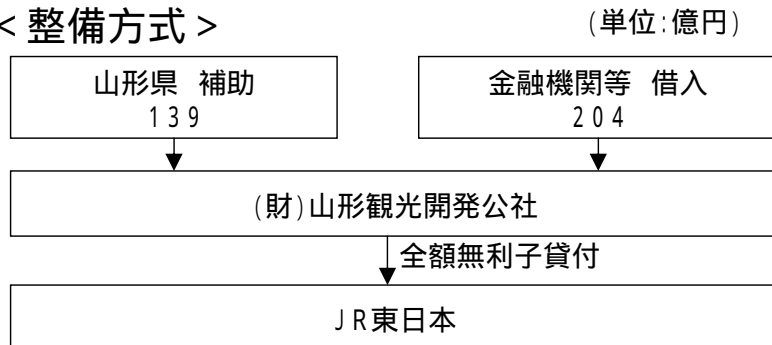 <整備方式>
(単位:億円)
山形県 補助
139
金融機関等 借入
204
(財)山形観光開発公社
全額無利子貸付
JR東日本